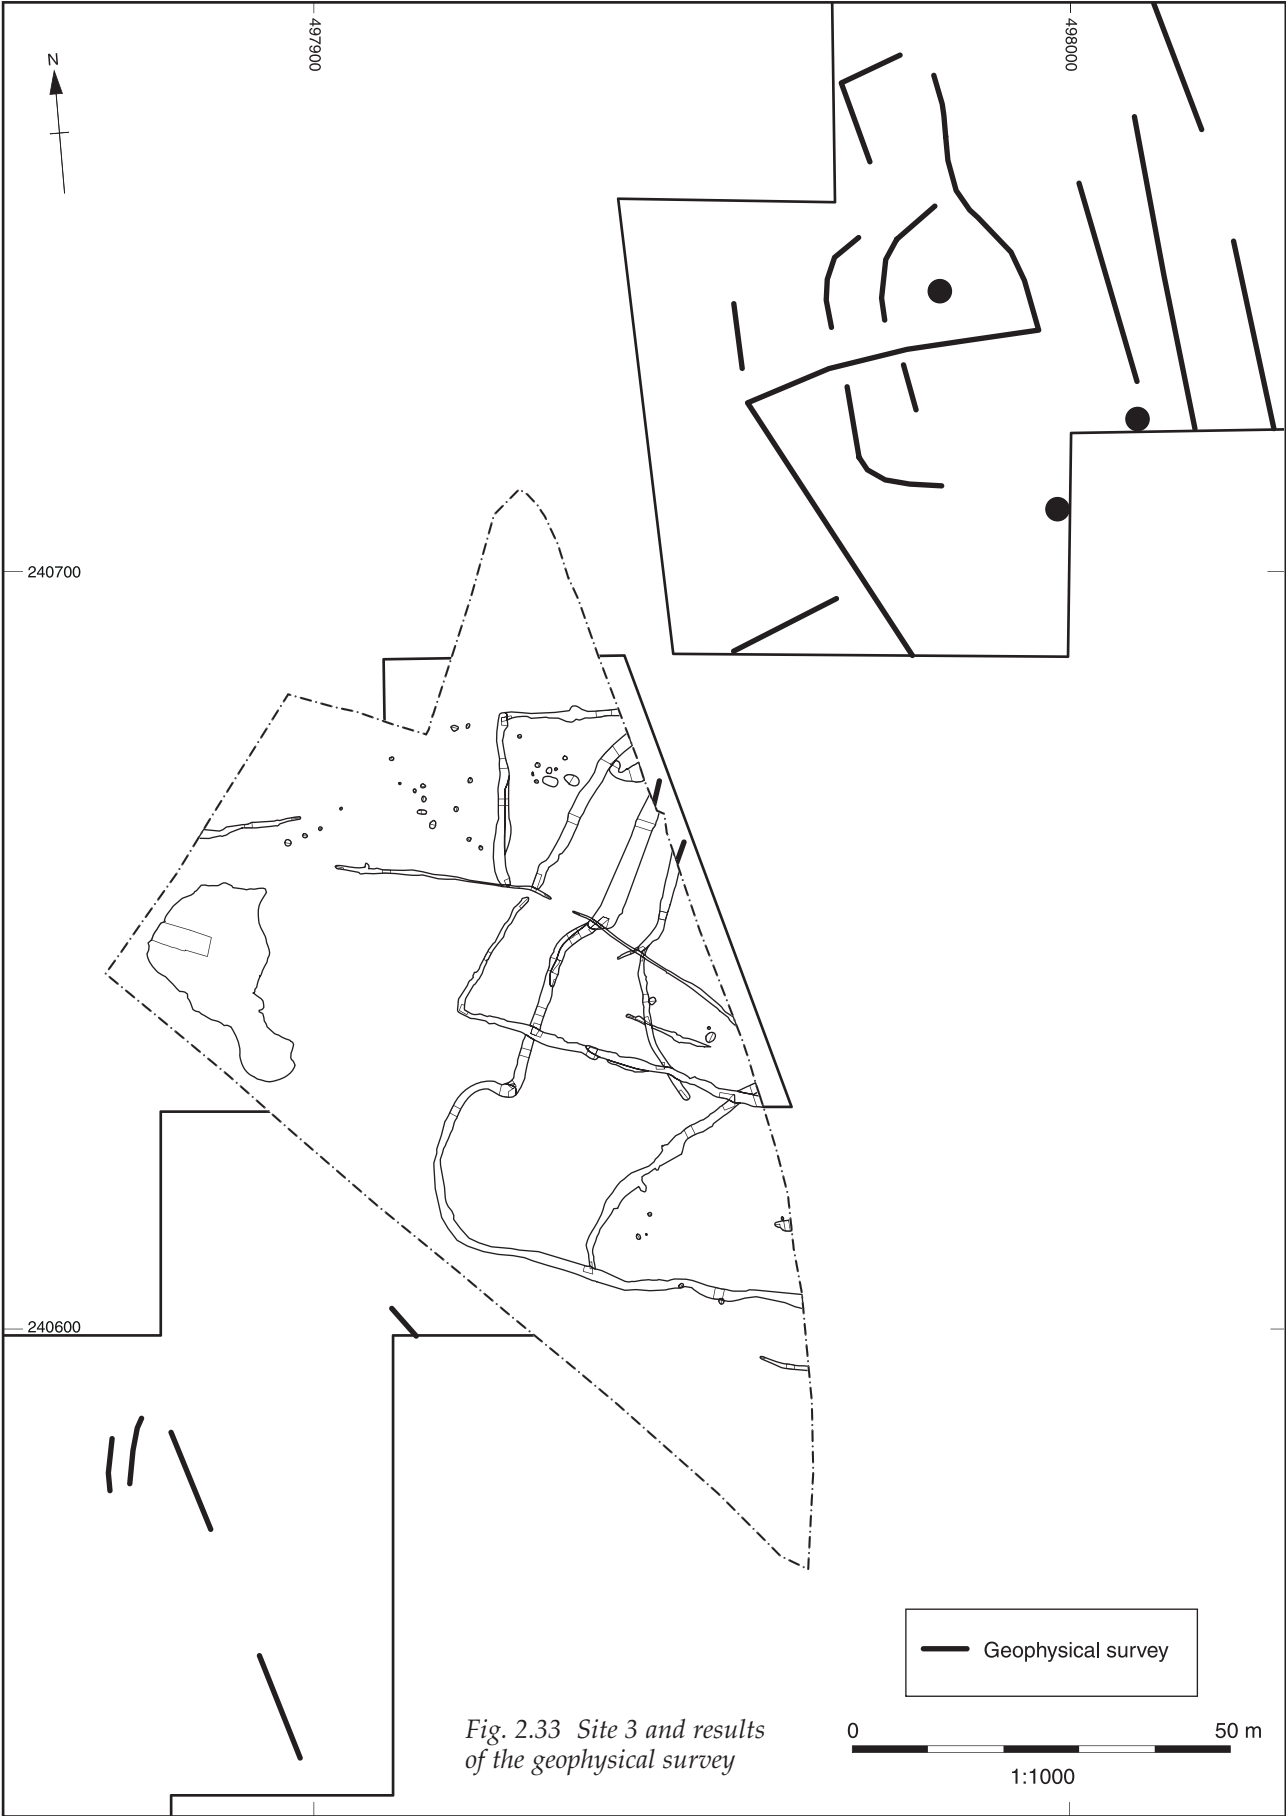 497900
498000
N
240700
240600
Geophysical survey
Fig. 2.33 Site 3 and results
of the geophysical survey
0 50 m
1:1000